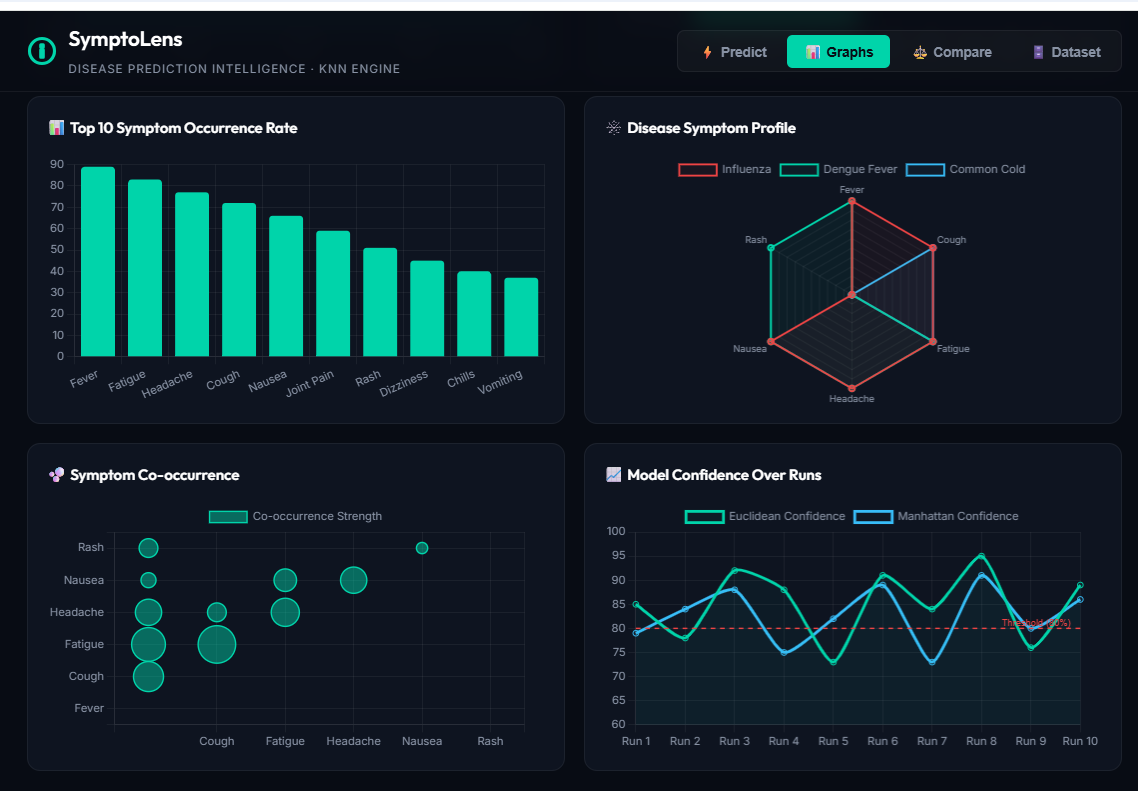 SymptoLens
DISEASE PREDICTION INTELLIGENCE · KNN ENGINE
Predict
Graphs
Compare
Dataset
Top 10 Symptom Occurrence Rate
90
80
70
60
50
40
30
20
10
0
Fever
Fatigue
Headache
Cough
Nausea
Joint Pain
Rash
Dizziness
Chills
Vomiting
Disease Symptom Profile
Influenza
Dengue Fever
Common Cold
Fever
Rash
Cough
Nausea
Fatigue
Headache
Symptom Co-occurrence
Co-occurrence Strength
Rash
Nausea
Headache
Fatigue
Cough
Fever
Cough
Fatigue
Headache
Nausea
Rash
Model Confidence Over Runs
Euclidean Confidence
Manhattan Confidence
100
95
90
85
80
75
70
65
60
Threshold (80%)
Run 1
Run 2
Run 3
Run 4
Run 5
Run 6
Run 7
Run 8
Run 9
Run 10